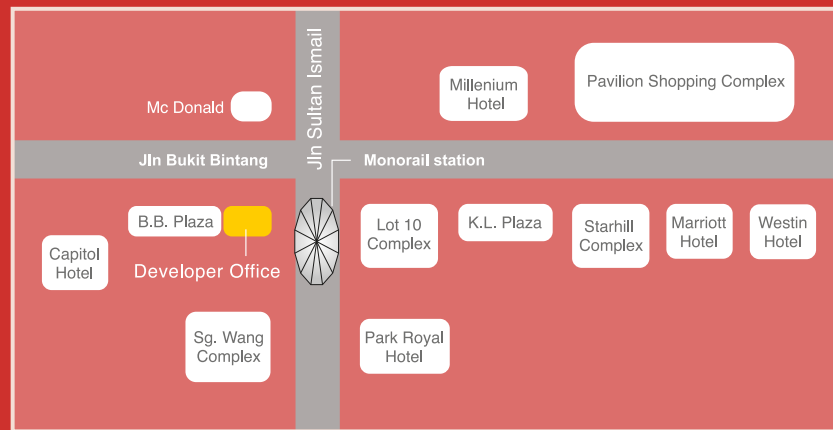 Jln Sultan Ismail
Millenium
Hotel
Pavilion Shopping Complex
Mc Donald
Jln Bukit Bintang
Monorail station
B.B. Plaza
Lot 10
Complex
K.L. Plaza
Starhill
Complex
Marriott
Hotel
Westin
Hotel
Capitol
Hotel
Developer Office
Sg. Wang
Complex
Park Royal
Hotel